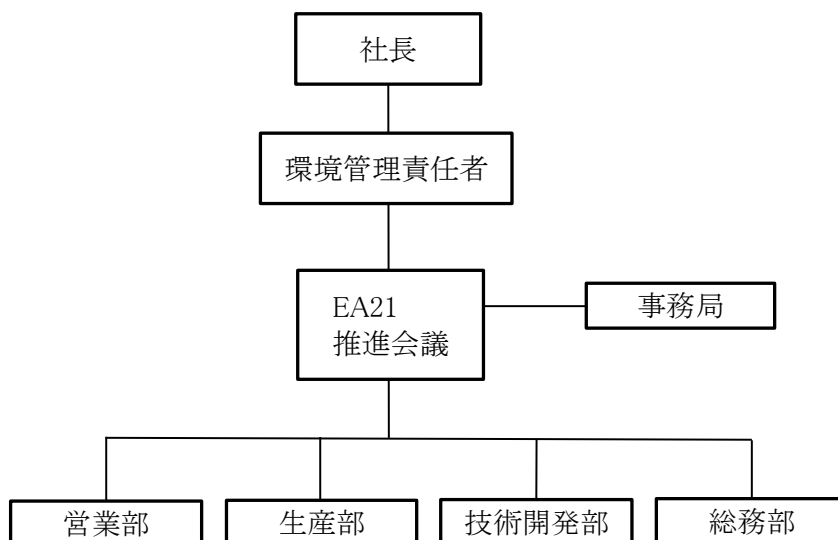 社長
環境管理責任者
EA21
推進会議
事務局
営業部
生産部
技術開発部
総務部